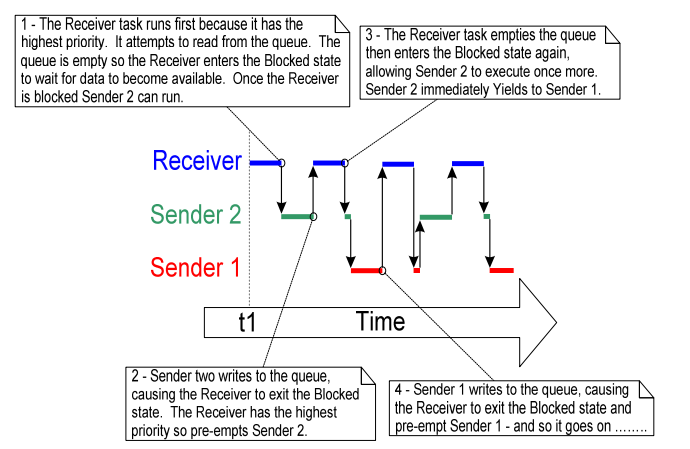 1 - The Receiver task runs first because it has the
highest priority.  It attempts to read from the queue.  The
queue is empty so the Receiver enters the Blocked state
to wait for data to become available.  Once the Receiver
is blocked Sender 2 can run.
3 - The Receiver task empties the queue
then enters the Blocked state again,
allowing Sender 2 to execute once more.
Sender 2 immediately Yields to Sender 1.
Receiver
Sender 2
Sender 1
t1
Time
2 - Sender two writes to the queue,
causing the Receiver to exit the Blocked
state.  The Receiver has the highest
priority so pre-empts Sender 2.
4 - Sender 1 writes to the queue, causing
the Receiver to exit the Blocked state and
pre-empt Sender 1 - and so it goes on ........